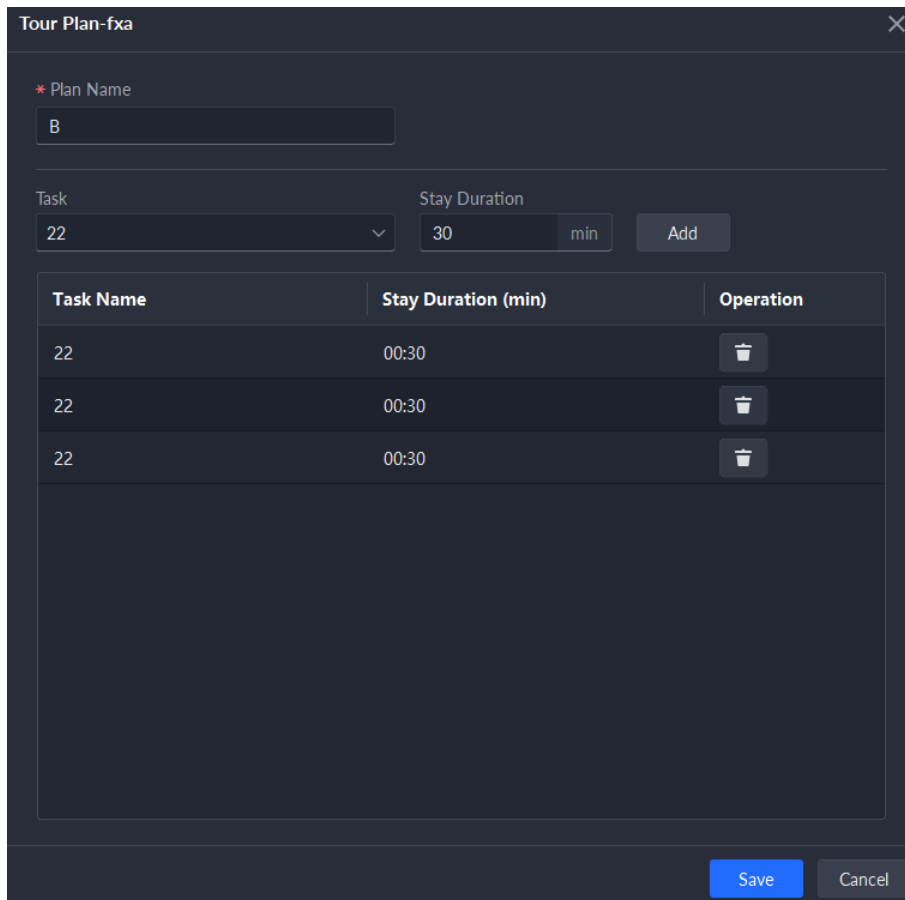 Tour Plan-fxa
* Plan Name
B
Task Stay Duration
22 30 min Add
Task Name Stay Duration (min) Operation
22 00:30
22 00:30
22 00:30
Save Cancel